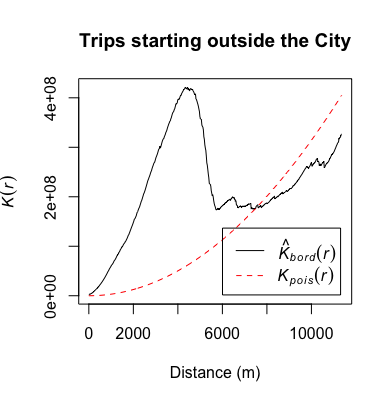 Trips starting outside the City
K(r)
4e+08
2e+08
0e+00
K̂bord(r)
Kpois(r)
0 2000 6000 10000
Distance (m)